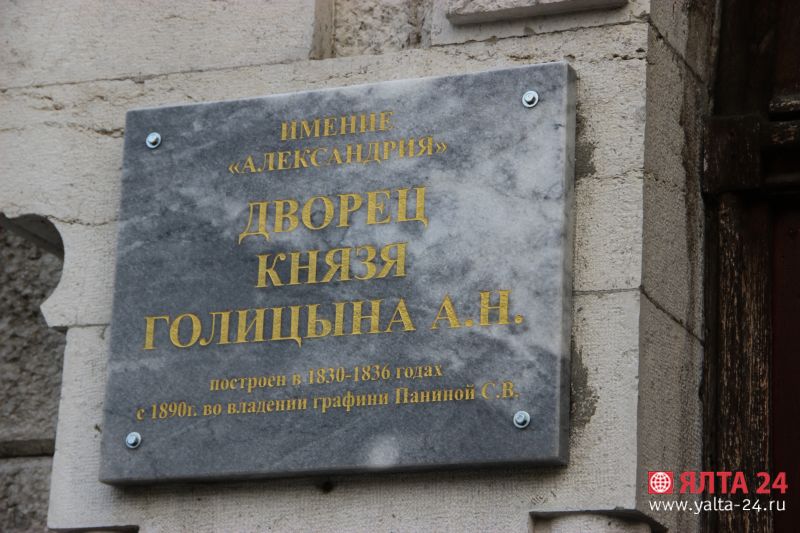 ИМЕНИЕ
«АЛЕКСАНДРИЯ»
ДВОРЕЦ
КНЯЗЯ
ГОЛИЦЫНА А.Н.
построен в 1830-1836 годах
с 1890г. во владении графини Паниной С.В.
ЯЛТА 24
www.yalta-24.ru